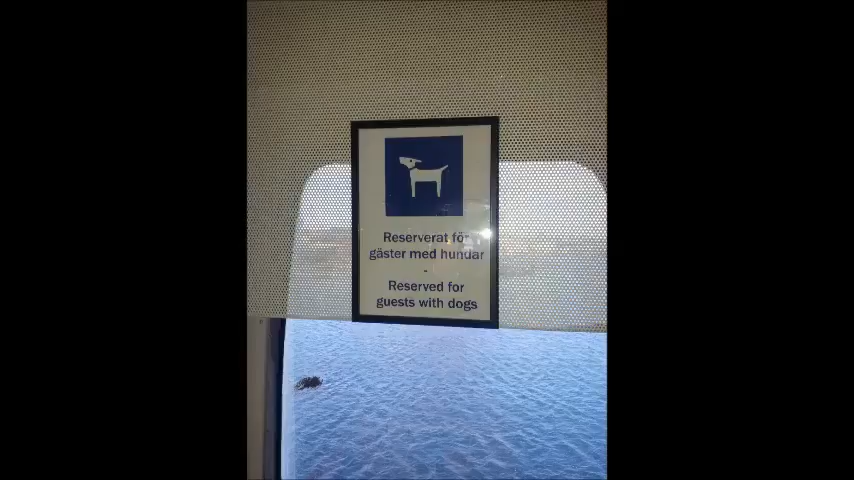 Reserverat för
gäster med hundar
-
Reserved for
guests with dogs